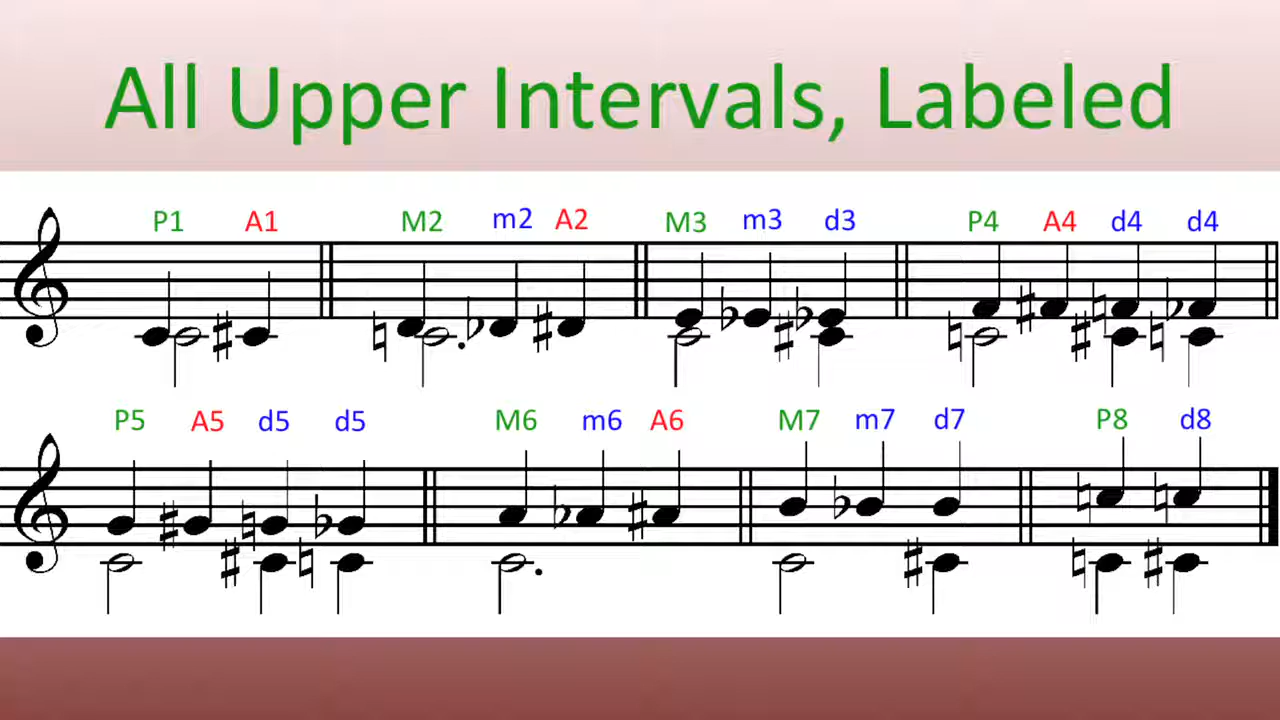 All Upper Intervals, Labeled
P1 A1 M2 m2 A2 M3 m3 d3 P4 A4 d4 d4
P5 A5 d5 d5 M6 m6 A6 M7 m7 d7 P8 d8